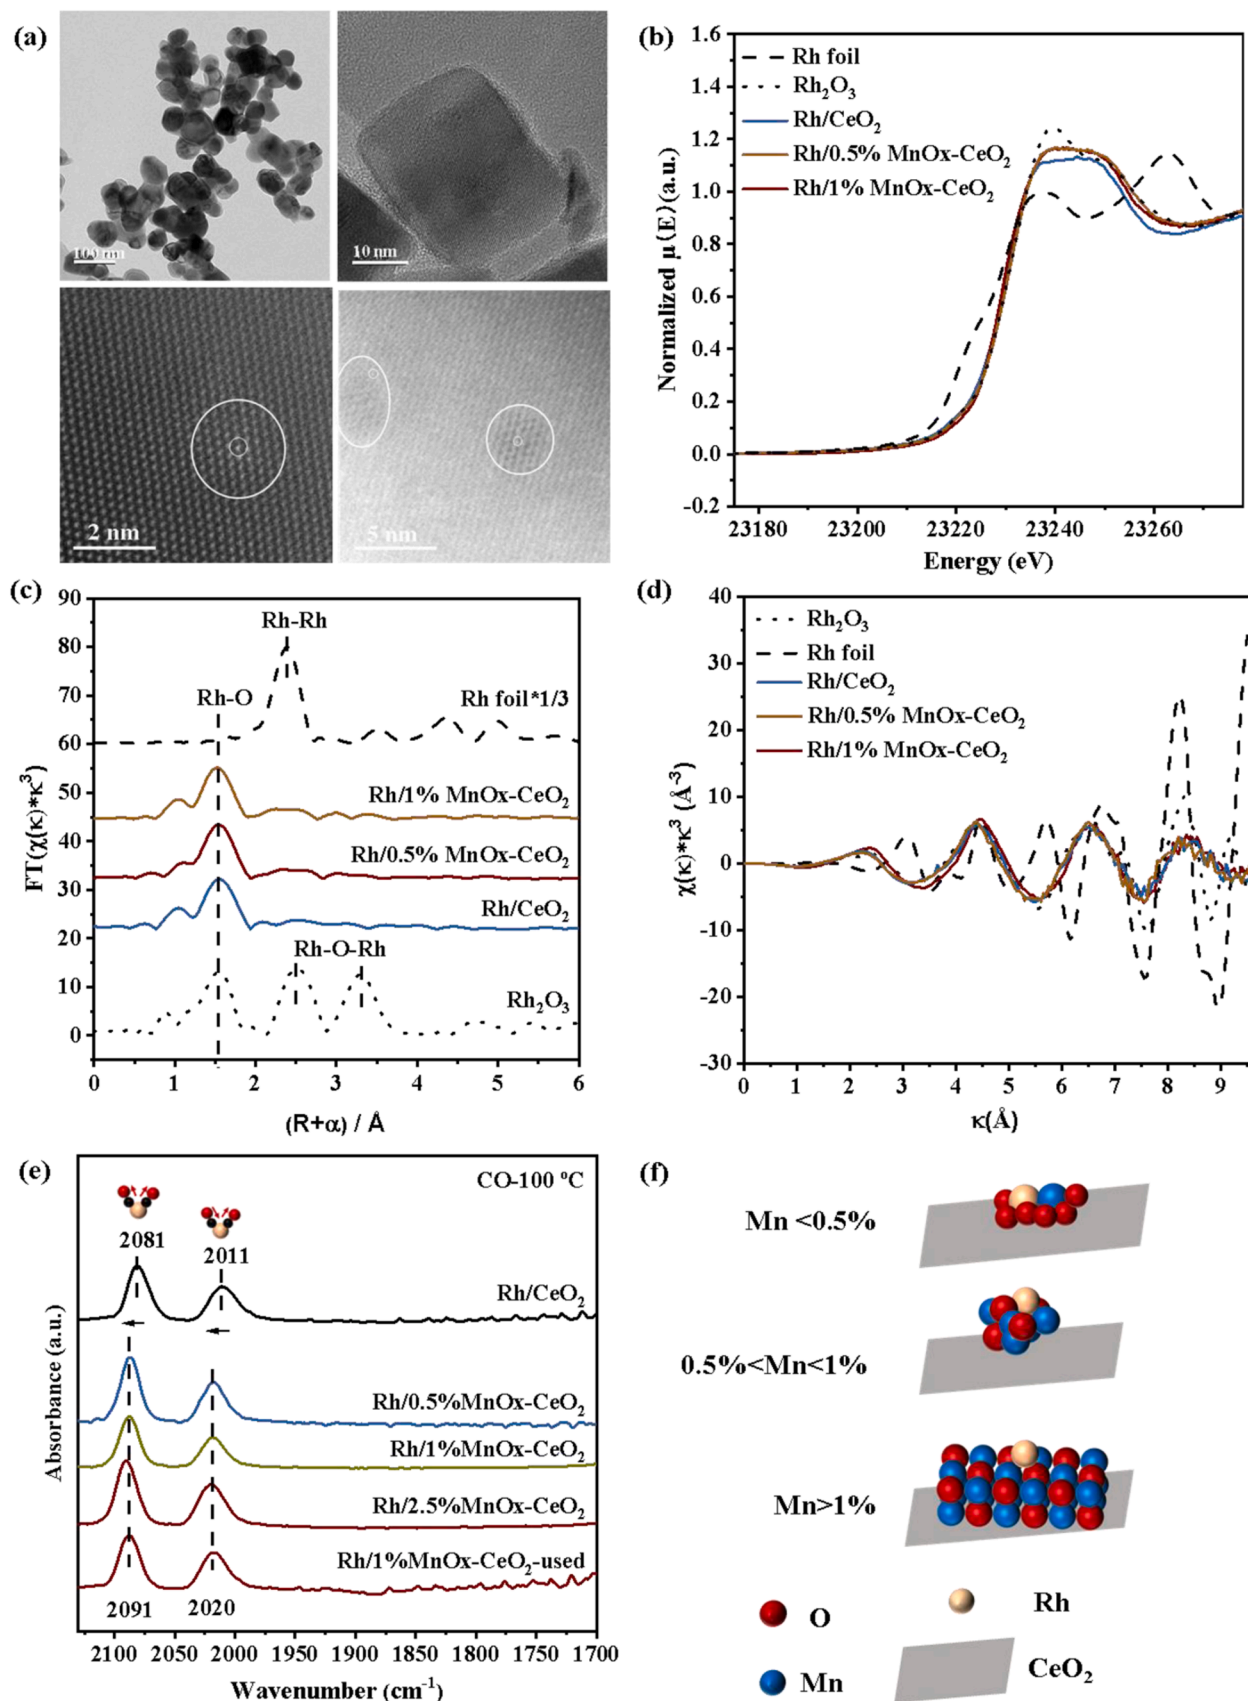 (a)
100 nm
10 nm
2 nm
5 nm
(b)
Normalized μ(E)(a.u.)
1.6
1.4
1.2
1.0
0.8
0.6
0.4
0.2
0.0
-0.2
Rh foil
Rh₂O₃
Rh/CeO₂
Rh/0.5% MnOx-CeO₂
Rh/1% MnOx-CeO₂
23180 23200 23220 23240 23260
Energy (eV)
(c)
FT(χ(κ)*κ³)
90
80
70
60
50
40
30
20
10
0
Rh-Rh
Rh-O
Rh foil*1/3
Rh/1% MnOx-CeO₂
Rh/0.5% MnOx-CeO₂
Rh/CeO₂
Rh-O-Rh
Rh₂O₃
0 1 2 3 4 5 6
(R+α) / Å
(d)
χ(κ)*κ³ (Å⁻³)
40
30
20
10
0
-10
-20
-30
Rh₂O₃
Rh foil
Rh/CeO₂
Rh/0.5% MnOx-CeO₂
Rh/1% MnOx-CeO₂
0 1 2 3 4 5 6 7 8 9
κ(Å)
(e)
Absorbance (a.u.)
CO-100 ºC
2081
2011
Rh/CeO₂
Rh/0.5%MnOx-CeO₂
Rh/1%MnOx-CeO₂
Rh/2.5%MnOx-CeO₂
Rh/1%MnOx-CeO₂-used
2091
2020
2100 2050 2000 1950 1900 1850 1800 1750 1700
Wavenumber (cm⁻¹)
(f)
Mn <0.5%
0.5%<Mn<1%
Mn>1%
O
Rh
Mn
CeO₂